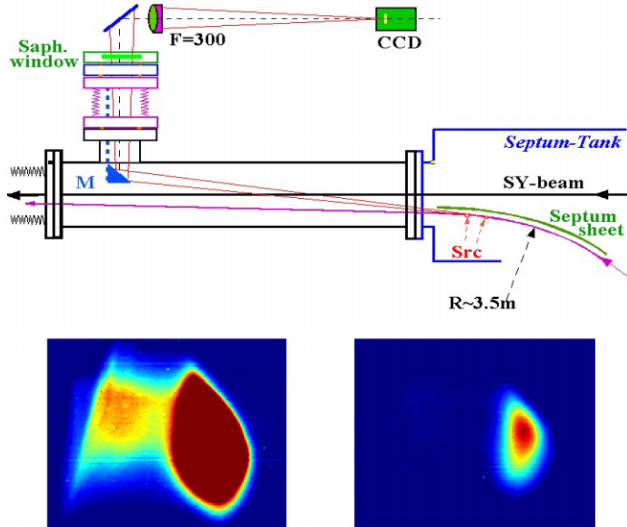 Saph.
window
F=300
CCD
Septum-Tank
M
SY-beam
Septum
sheet
Src
R~3.5m